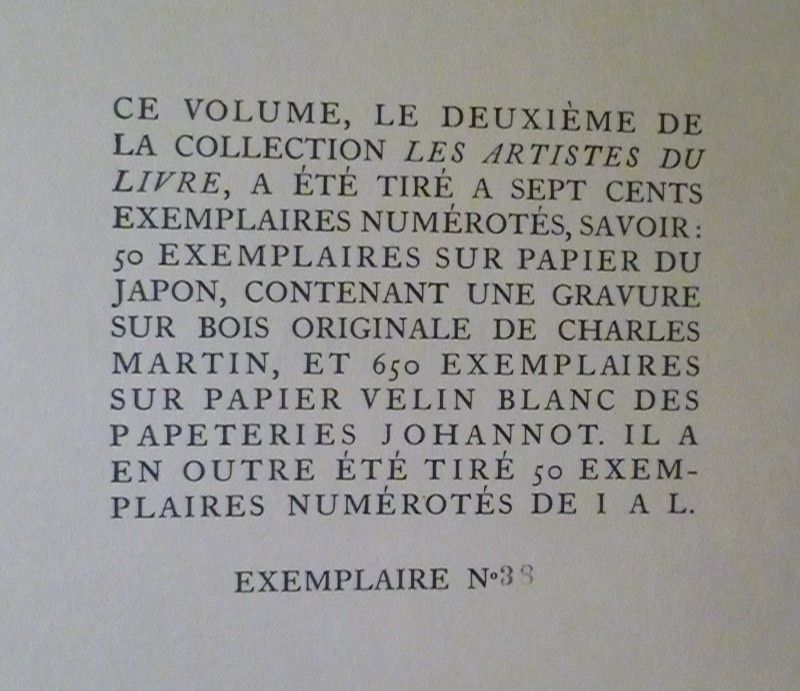 CE VOLUME, LE DEUXIÈME DE
LA COLLECTION LES ARTISTES DU
LIVRE, A ÉTÉ TIRÉ A SEPT CENTS
EXEMPLAIRES NUMÉROTÉS, SAVOIR:
50 EXEMPLAIRES SUR PAPIER DU
JAPON, CONTENANT UNE GRAVURE
SUR BOIS ORIGINALE DE CHARLES
MARTIN, ET 650 EXEMPLAIRES
SUR PAPIER VELIN BLANC DES
PAPETERIES JOHANNOT. IL A
EN OUTRE ÉTÉ TIRÉ 50 EXEM-
PLAIRES NUMÉROTÉS DE I A L.
EXEMPLAIRE Nº38